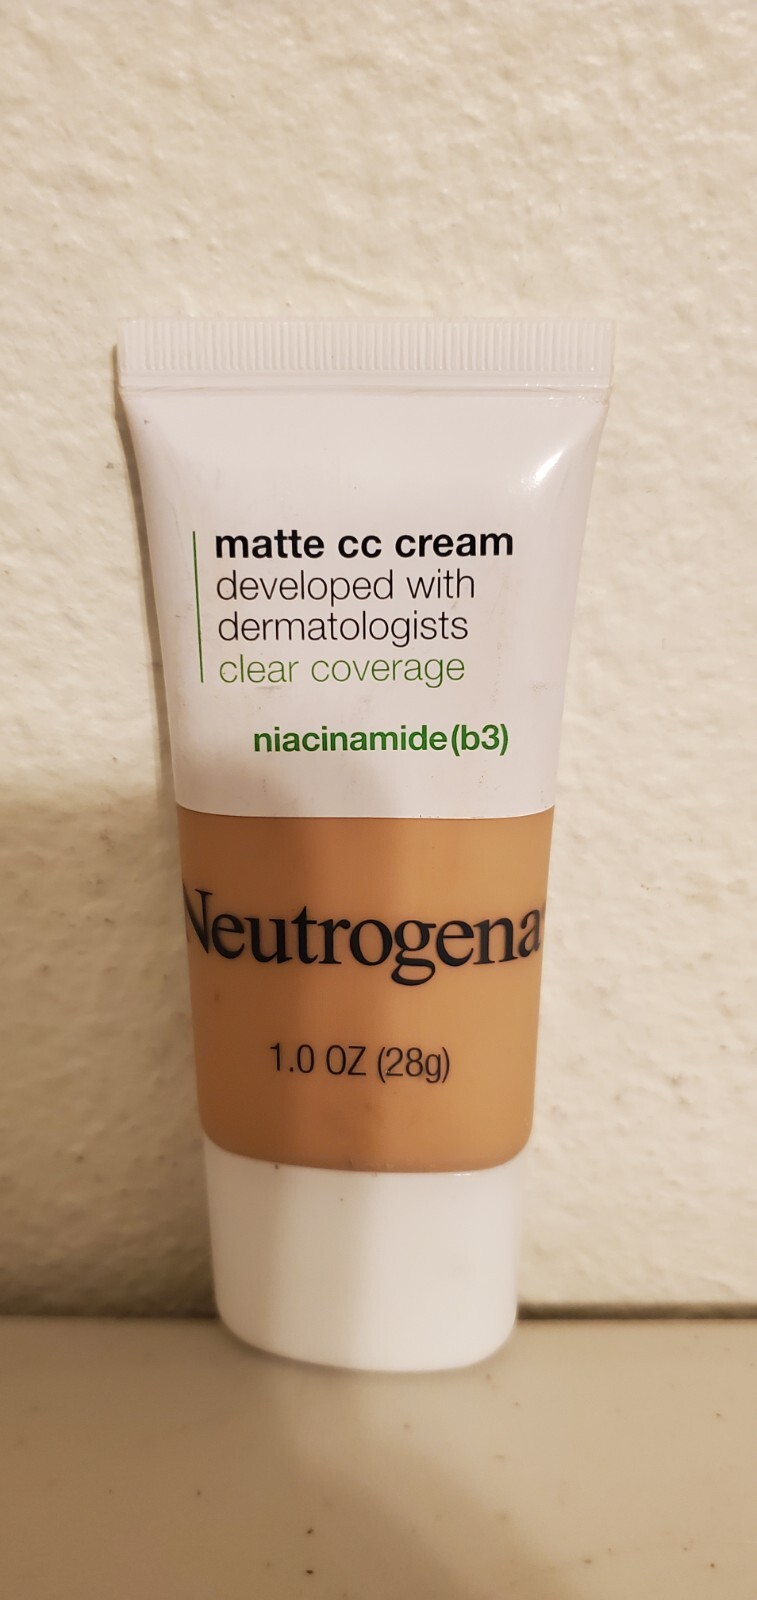 matte cc cream
developed with
dermatologists
clear coverage
niacinamide(b3)
Neutrogena
1.0 OZ (28g)